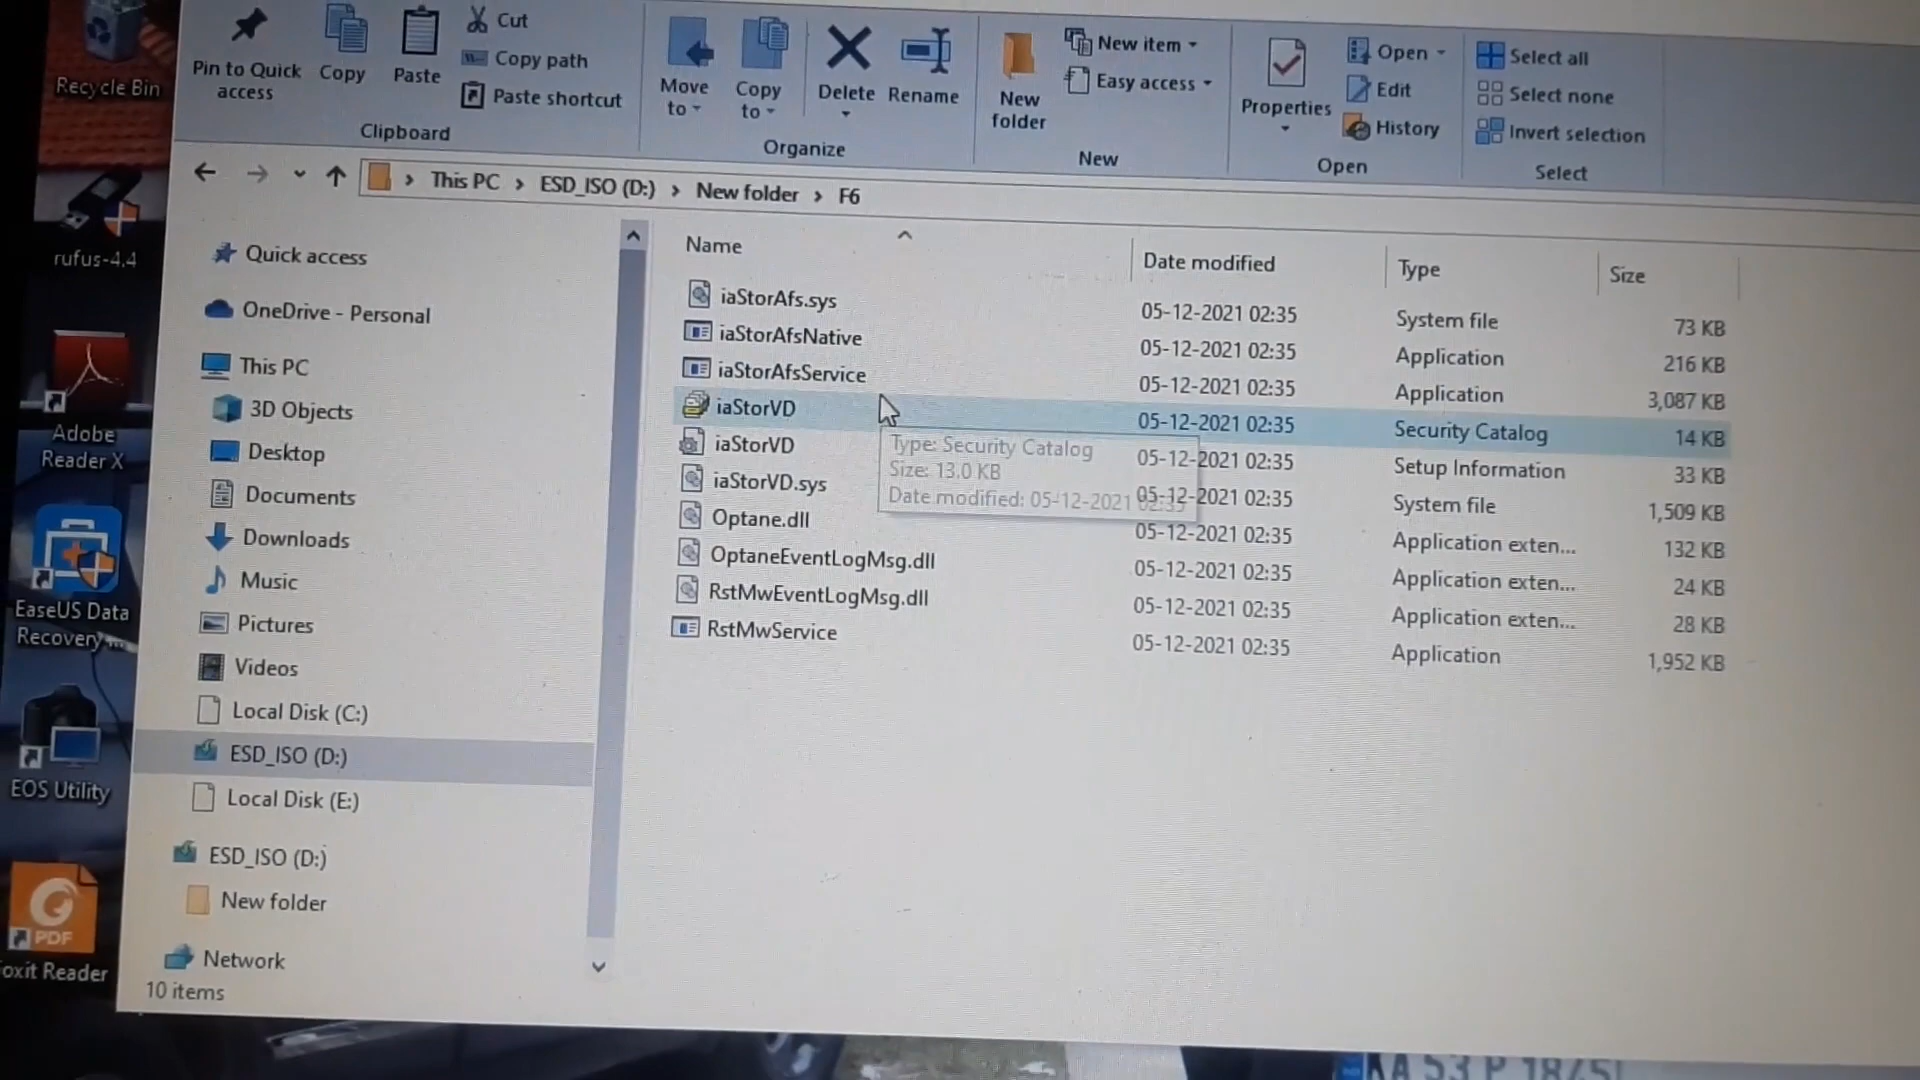 Recycle Bin
rufus-4.4
Adobe
Reader X
EaseUS Data
Recovery ...
EOS Utility
PDF
oxit Reader
Pin to Quick
access
Copy
Paste
Cut
Copy path
Paste shortcut
Clipboard
Move
to
Copy
to
Delete
Rename
Organize
New
folder
New item
Easy access
New
Properties
Open
Edit
History
Open
Select all
Select none
Invert selection
Select
This PC > ESD_ISO (D:) > New folder > F6
Quick access
OneDrive - Personal
This PC
3D Objects
Desktop
Documents
Downloads
Music
Pictures
Videos
Local Disk (C:)
ESD_ISO (D:)
Local Disk (E:)
ESD_ISO (D:)
New folder
Network
10 items
Name Date modified Type Size
iaStorAfs.sys 05-12-2021 02:35 System file 73 KB
iaStorAfsNative 05-12-2021 02:35 Application 216 KB
iaStorAfsService 05-12-2021 02:35 Application 3,087 KB
iaStorVD 05-12-2021 02:35 Security Catalog 14 KB
iaStorVD 05-12-2021 02:35 Setup Information 33 KB
iaStorVD.sys 05-12-2021 02:35 System file 1,509 KB
Optane.dll 05-12-2021 02:35 Application exten... 132 KB
OptaneEventLogMsg.dll 05-12-2021 02:35 Application exten... 24 KB
RstMwEventLogMsg.dll 05-12-2021 02:35 Application exten... 28 KB
RstMwService 05-12-2021 02:35 Application 1,952 KB
Type: Security Catalog
Size: 13.0 KB
Date modified: 05-12-2021 02:35
KA 53 P